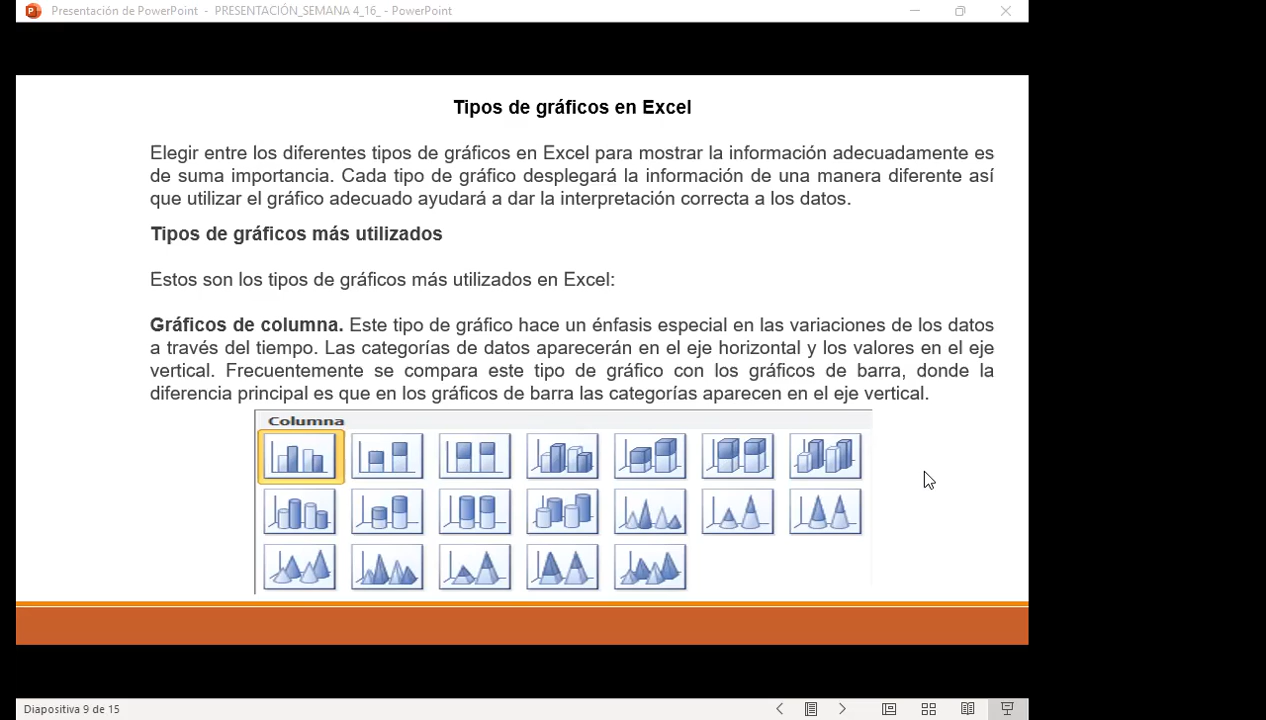 Presentación de PowerPoint - PRESENTACIÓN_SEMANA 4_16_ - PowerPoint
Tipos de gráficos en Excel
Elegir entre los diferentes tipos de gráficos en Excel para mostrar la información adecuadamente es
de suma importancia. Cada tipo de gráfico desplegará la información de una manera diferente así
que utilizar el gráfico adecuado ayudará a dar la interpretación correcta a los datos.
Tipos de gráficos más utilizados
Estos son los tipos de gráficos más utilizados en Excel:
Gráficos de columna. Este tipo de gráfico hace un énfasis especial en las variaciones de los datos
a través del tiempo. Las categorías de datos aparecerán en el eje horizontal y los valores en el eje
vertical. Frecuentemente se compara este tipo de gráfico con los gráficos de barra, donde la
diferencia principal es que en los gráficos de barra las categorías aparecen en el eje vertical.
Columna
Diapositiva 9 de 15